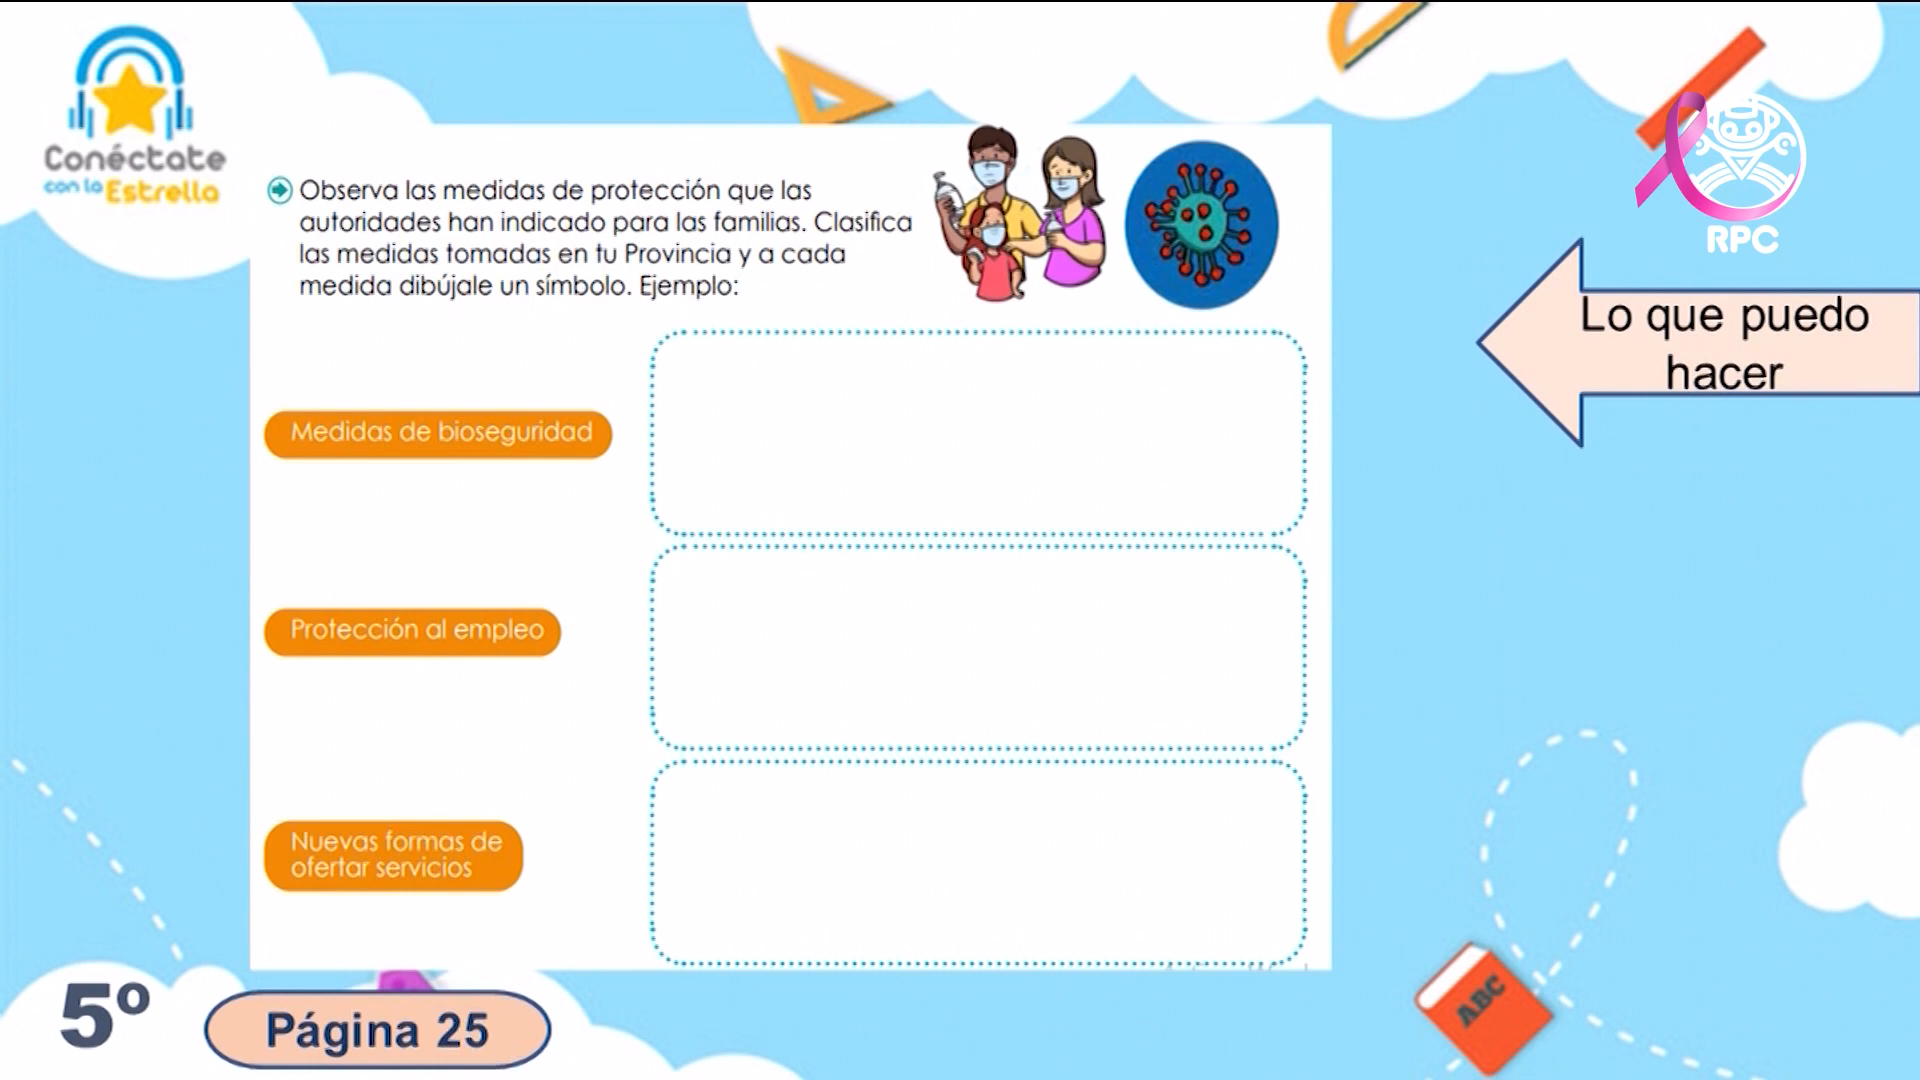 Conéctate
con la Estrella
Observa las medidas de protección que las
autoridades han indicado para las familias. Clasifica
las medidas tomadas en tu Provincia y a cada
medida dibújale un símbolo. Ejemplo:
RPC
Lo que puedo
hacer
Medidas de bioseguridad
Protección al empleo
Nuevas formas de
ofertar servicios
ABC
5º
Página 25